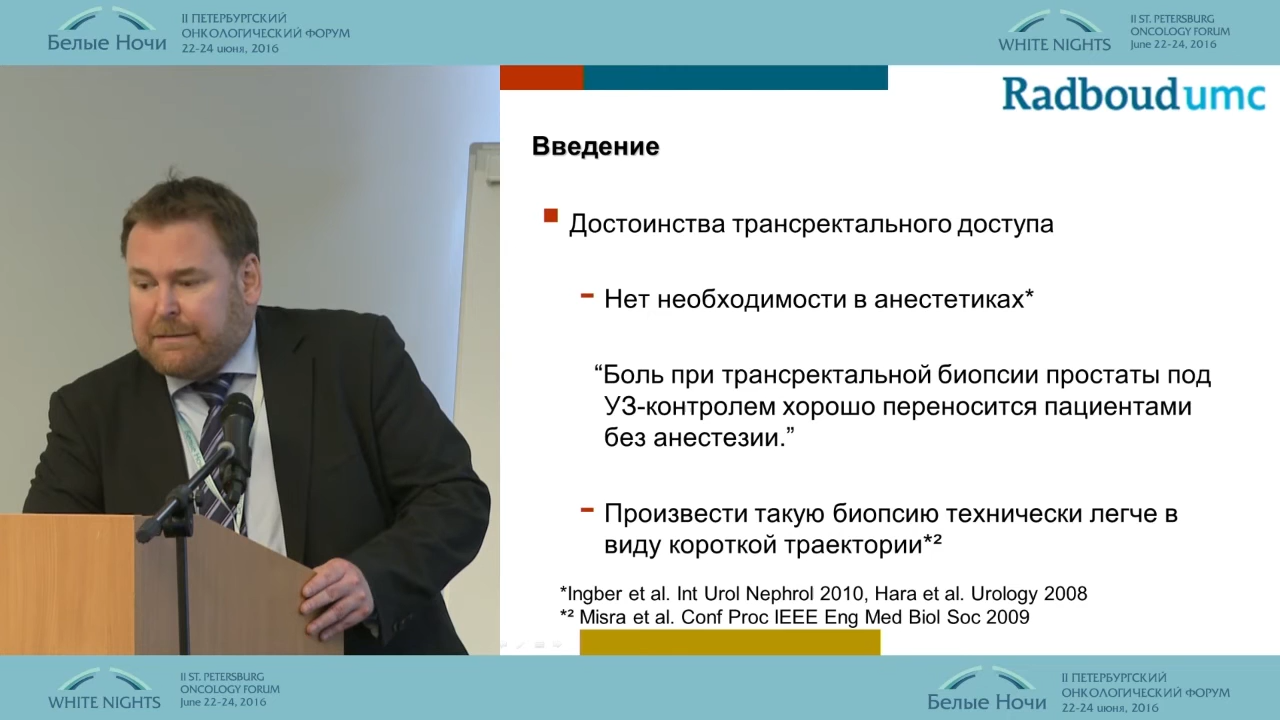 Белые Ночи
II ПЕТЕРБУРГСКИЙ
ОНКОЛОГИЧЕСКИЙ ФОРУМ
22-24 июня, 2016
WHITE NIGHTS
II ST. PETERSBURG
ONCOLOGY FORUM
June 22-24, 2016
Radboudumc
Введение
Достоинства трансректального доступа
- Нет необходимости в анестетиках*
“Боль при трансректальной биопсии простаты под
УЗ-контролем хорошо переносится пациентами
без анестезии.”
- Произвести такую биопсию технически легче в
виду короткой траектории*²
*Ingber et al. Int Urol Nephrol 2010, Hara et al. Urology 2008
*² Misra et al. Conf Proc IEEE Eng Med Biol Soc 2009
WHITE NIGHTS
II ST. PETERSBURG
ONCOLOGY FORUM
June 22-24, 2016
Белые Ночи
II ПЕТЕРБУРГСКИЙ
ОНКОЛОГИЧЕСКИЙ ФОРУМ
22-24 июня, 2016